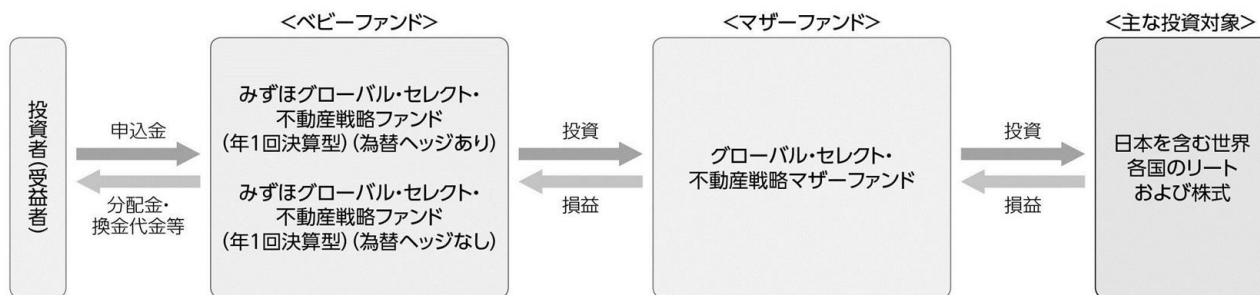 <ベビーファンド>
<マザーファンド>
<主な投資対象>
投資者(受益者)
申込金
分配金・
換金代金等
みずほグローバル・セレクト・
不動産戦略ファンド
(年1回決算型)(為替ヘッジあり)
みずほグローバル・セレクト・
不動産戦略ファンド
(年1回決算型)(為替ヘッジなし)
投資
損益
グローバル・セレクト・
不動産戦略マザーファンド
投資
損益
日本を含む世界
各国のリート
および株式